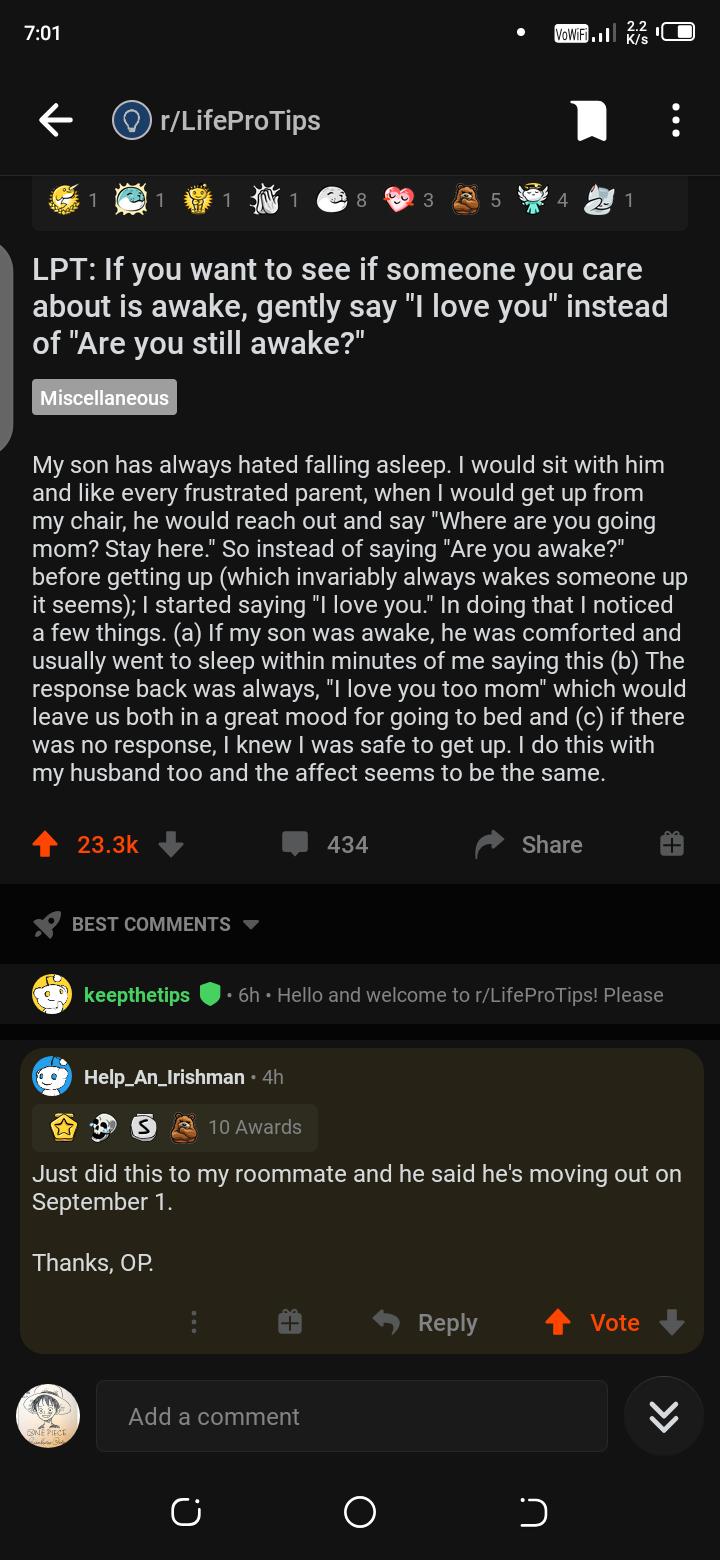 7:01
VoWiFi
2.2
K/s
r/LifeProTips
1 1 1 1 8 3 5 4 1
LPT: If you want to see if someone you care
about is awake, gently say "I love you" instead
of "Are you still awake?"
Miscellaneous
My son has always hated falling asleep. I would sit with him
and like every frustrated parent, when I would get up from
my chair, he would reach out and say "Where are you going
mom? Stay here." So instead of saying "Are you awake?"
before getting up (which invariably always wakes someone up
it seems); I started saying "I love you." In doing that I noticed
a few things. (a) If my son was awake, he was comforted and
usually went to sleep within minutes of me saying this (b) The
response back was always, "I love you too mom" which would
leave us both in a great mood for going to bed and (c) if there
was no response, I knew I was safe to get up. I do this with
my husband too and the affect seems to be the same.
23.3k 434 Share
BEST COMMENTS
keepthetips • 6h • Hello and welcome to r/LifeProTips! Please
Help_An_Irishman • 4h
S 10 Awards
Just did this to my roommate and he said he's moving out on
September 1.
Thanks, OP.
Reply Vote
ONE PIECE
Add a comment